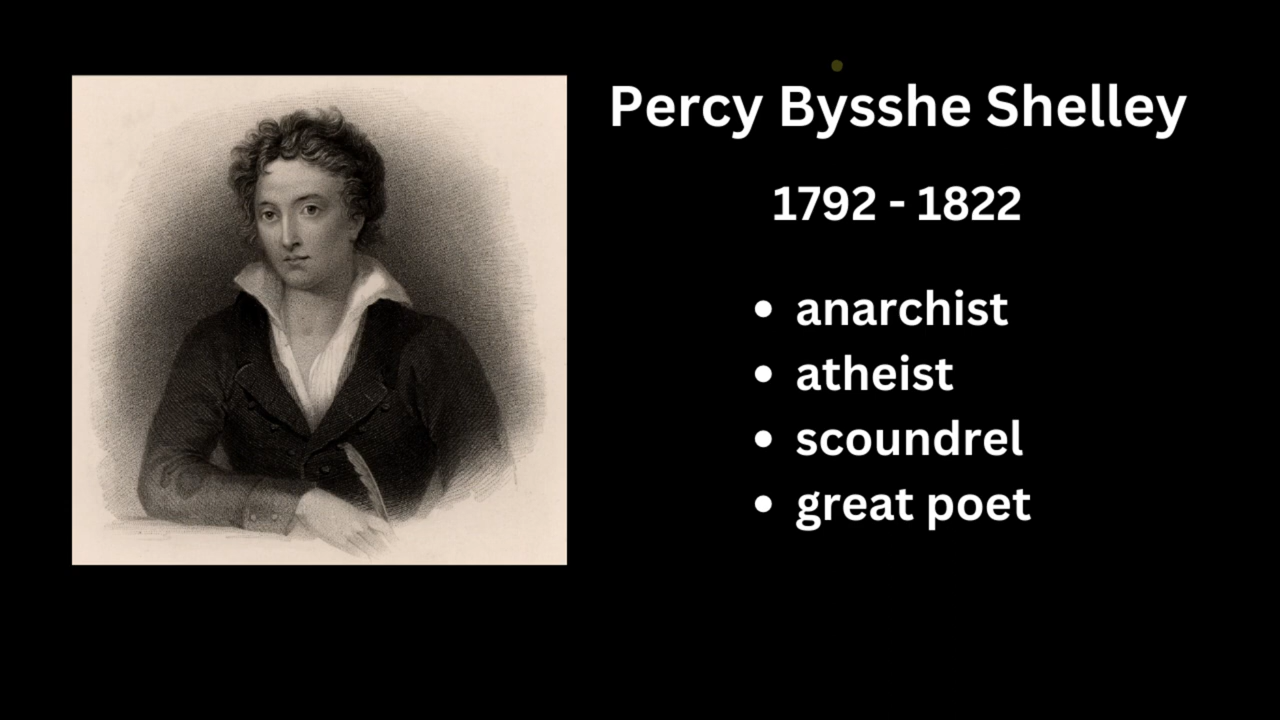 Percy Bysshe Shelley
1792 - 1822
• anarchist
• atheist
• scoundrel
• great poet